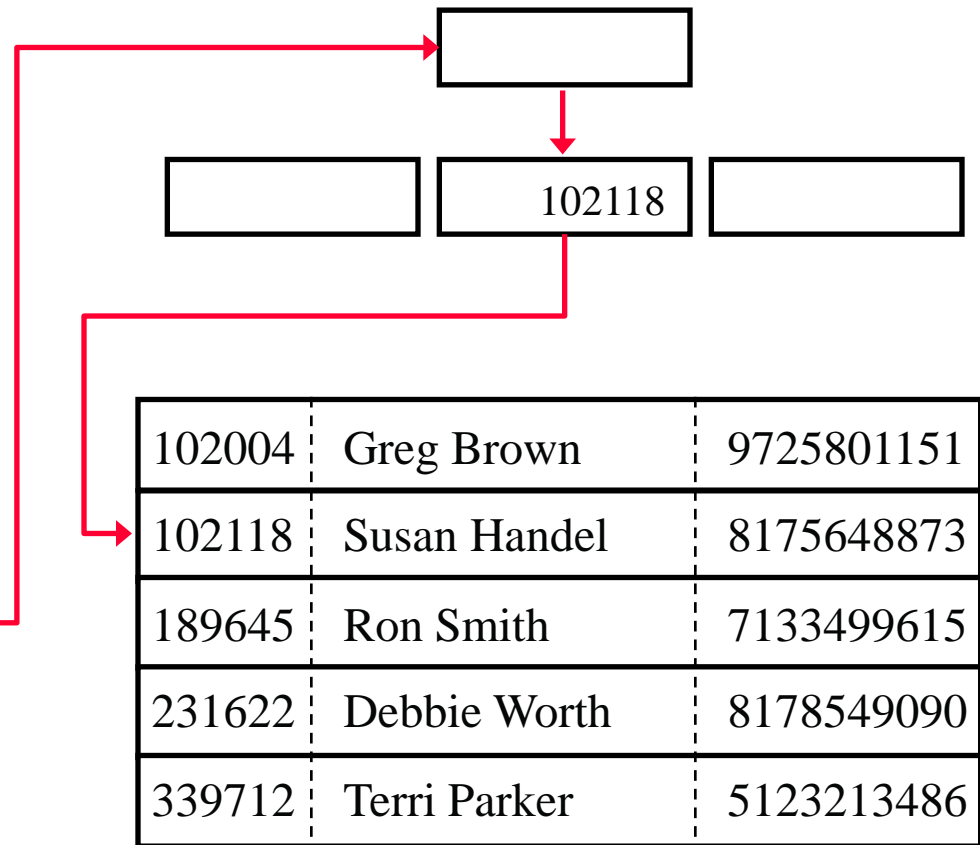 102118
102004 Greg Brown 9725801151
102118 Susan Handel 8175648873
189645 Ron Smith 7133499615
231622 Debbie Worth 8178549090
339712 Terri Parker 5123213486